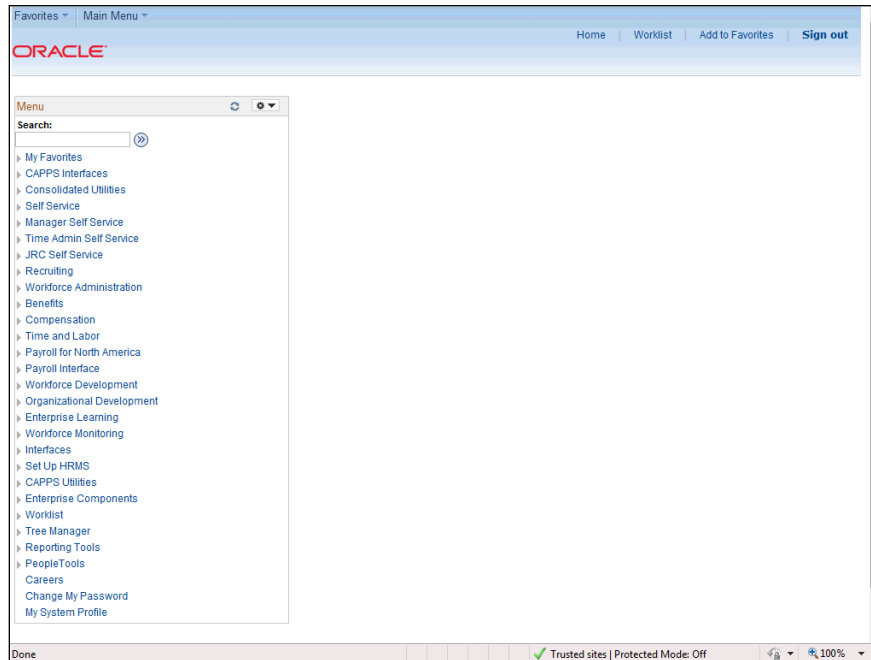 Favorites Main Menu
Home Worklist Add to Favorites Sign out
ORACLE
Menu
Search:
My Favorites
CAPPS Interfaces
Consolidated Utilities
Self Service
Manager Self Service
Time Admin Self Service
JRC Self Service
Recruiting
Workforce Administration
Benefits
Compensation
Time and Labor
Payroll for North America
Payroll Interface
Workforce Development
Organizational Development
Enterprise Learning
Workforce Monitoring
Interfaces
Set Up HRMS
CAPPS Utilities
Enterprise Components
Worklist
Tree Manager
Reporting Tools
PeopleTools
Careers
Change My Password
My System Profile
Done Trusted sites | Protected Mode: Off 100%